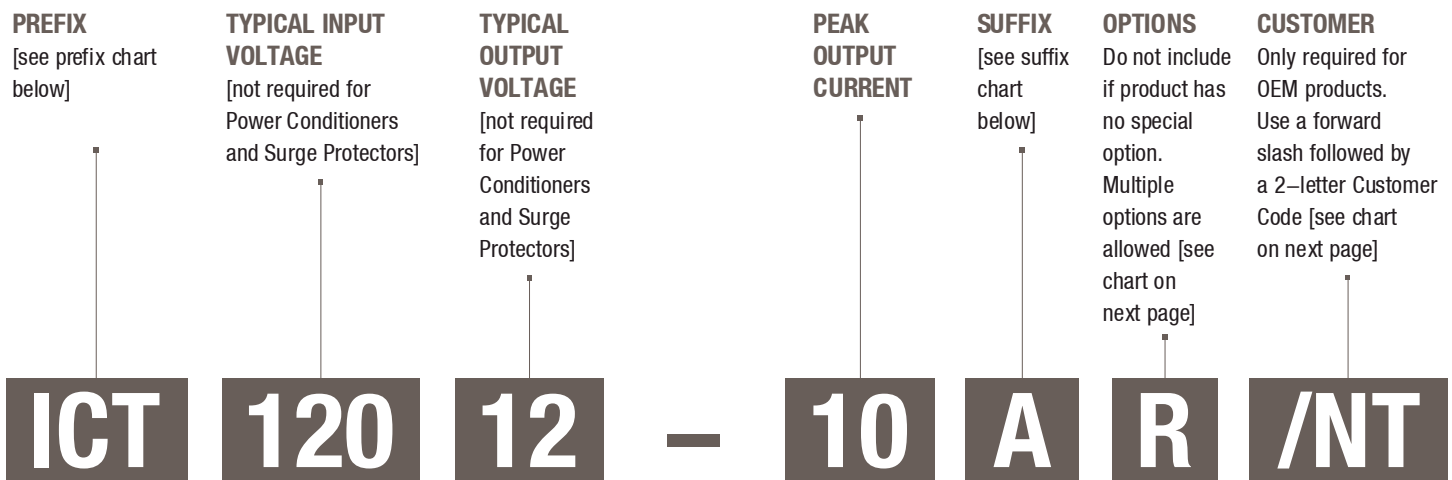 PREFIX
[see prefix chart
below]
TYPICAL INPUT
VOLTAGE
[not required for
Power Conditioners
and Surge Protectors]
TYPICAL
OUTPUT
VOLTAGE
[not required
for Power
Conditioners
and Surge
Protectors]
PEAK
OUTPUT
CURRENT
SUFFIX
[see suffix
chart
below]
OPTIONS
Do not include
if product has
no special
option.
Multiple
options are
allowed [see
chart on
next page]
CUSTOMER
Only required for
OEM products.
Use a forward
slash followed by
a 2–letter Customer
Code [see chart
on next page]
ICT 120 12 – 10 A R /NT